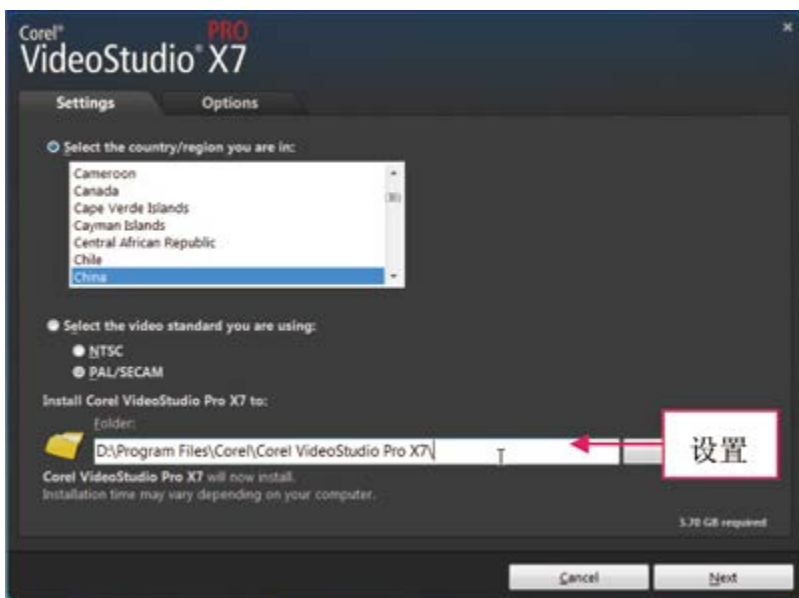 Corel® PRO
VideoStudio® X7
Settings Options
Select the country/region you are in:
Cameroon
Canada
Cape Verde Islands
Cayman Islands
Central African Republic
Chile
China
Select the video standard you are using:
NTSC
PAL/SECAM
Install Corel VideoStudio Pro X7 to:
Folder:
D:\Program Files\Corel\Corel VideoStudio Pro X7\
设置
Corel VideoStudio Pro X7 will now install.
Installation time may vary depending on your computer.
3.70 GB required
Cancel Next